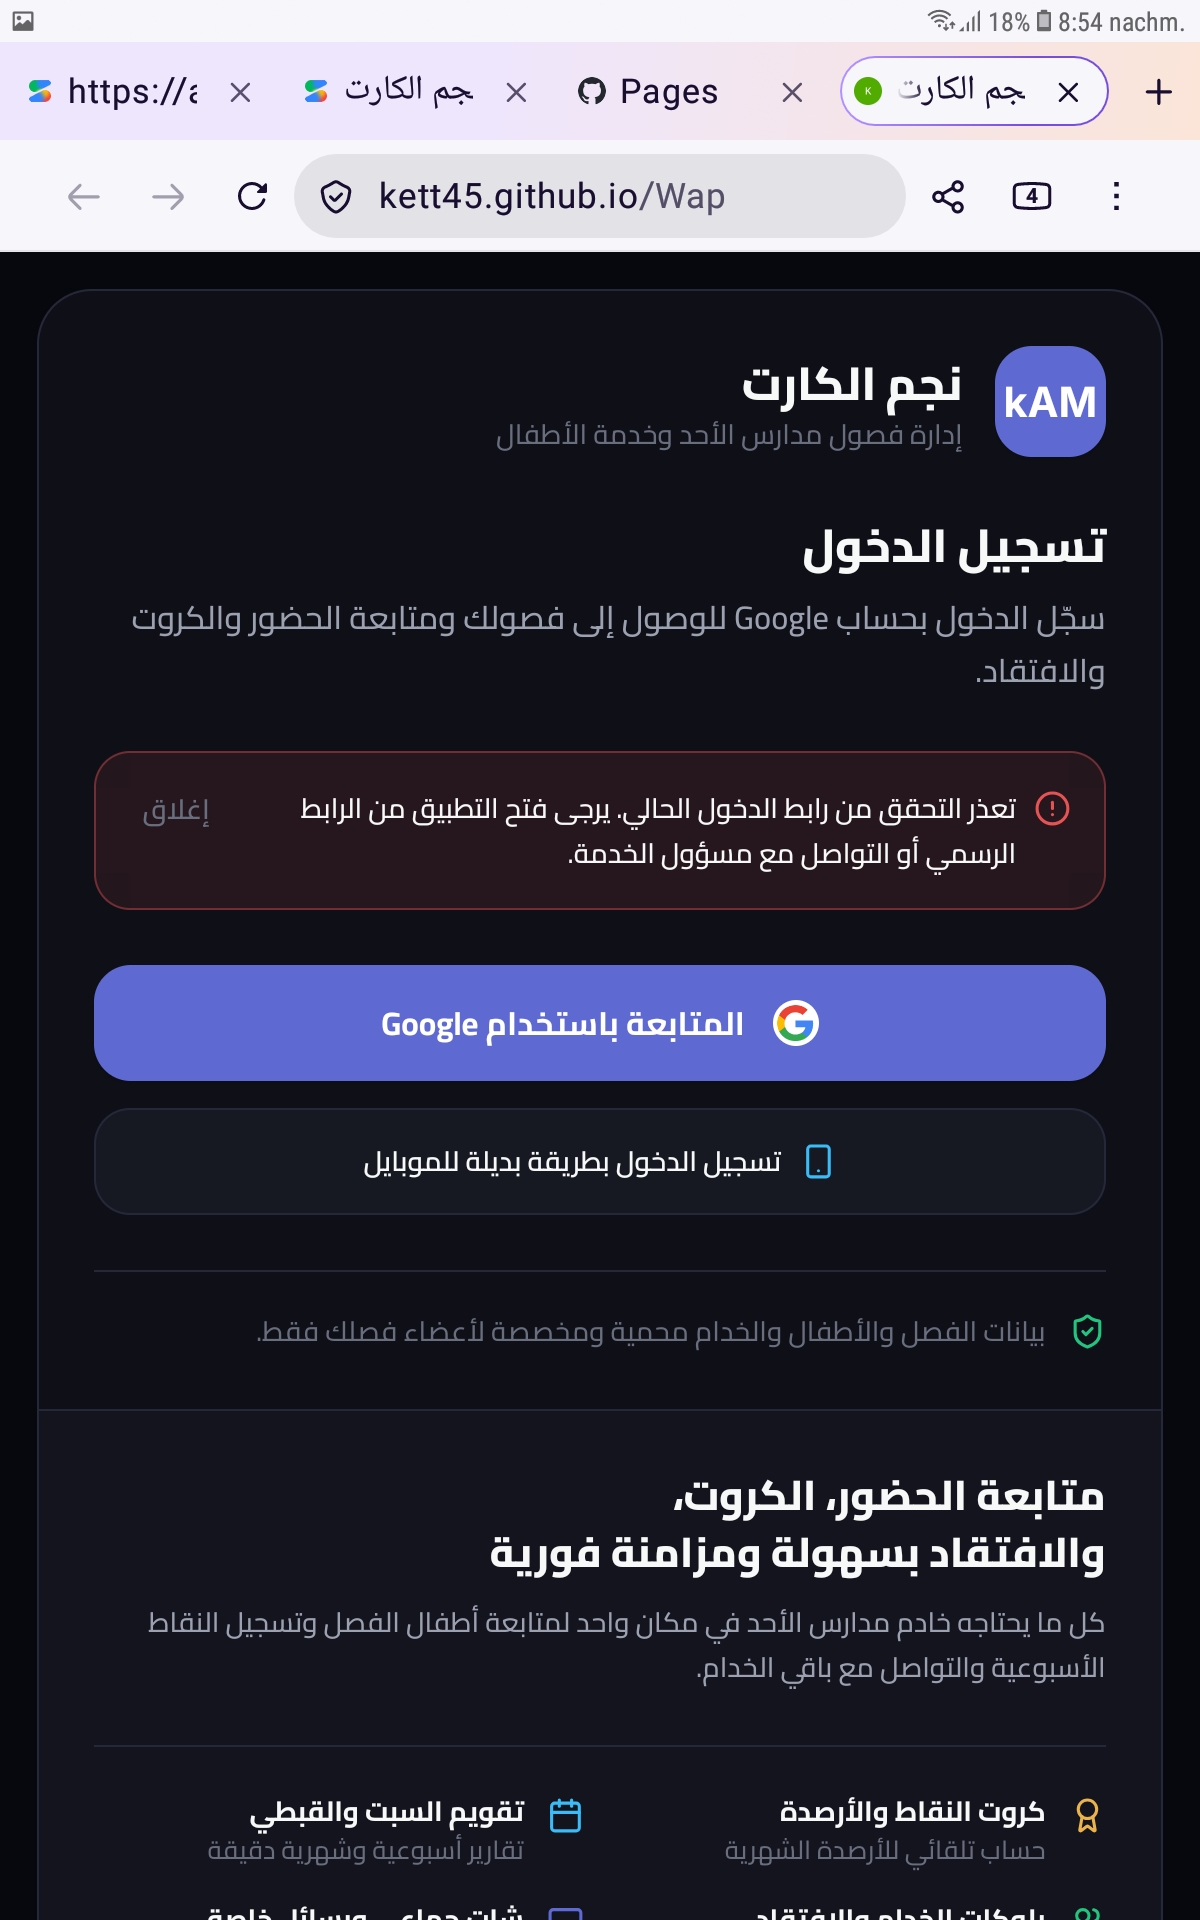 18% 8:54 nachm.
https://a
نجم الكارت
Pages
نجم الكارت
kett45.github.io/Wap
4
kAM
نجم الكارت
إدارة فصول مدارس الأحد وخدمة الأطفال
تسجيل الدخول
سجّل الدخول بحساب Google للوصول إلى فصولك ومتابعة الحضور والكروت
والافتقاد.
تعذر التحقق من رابط الدخول الحالي. يرجى فتح التطبيق من الرابط
إغلاق
الرسمي أو التواصل مع مسؤول الخدمة.
المتابعة باستخدام Google
تسجيل الدخول بطريقة بديلة للموبايل
بيانات الفصل والأطفال والخدام محمية ومخصصة لأعضاء فصلك فقط.
متابعة الحضور، الكروت،
والافتقاد بسهولة ومزامنة فورية
كل ما يحتاجه خادم مدارس الأحد في مكان واحد لمتابعة أطفال الفصل وتسجيل النقاط
الأسبوعية والتواصل مع باقي الخدام.
كروت النقاط والأرصدة
حساب تلقائي للأرصدة الشهرية
تقويم السبت والقبطي
تقارير أسبوعية وشهرية دقيقة